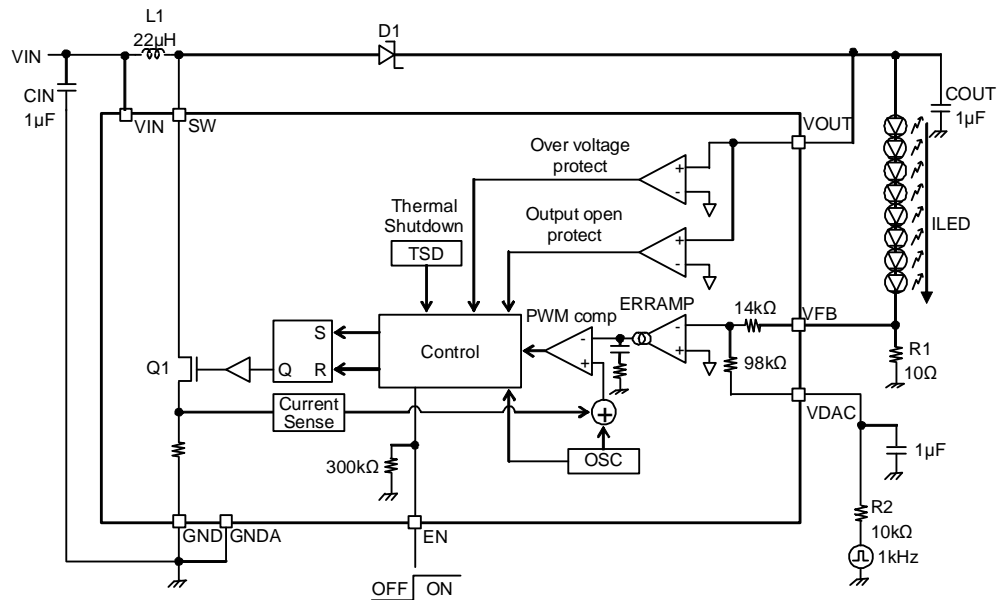 L1
22µH
D1
VIN
CIN
1µF
COUT
1µF
VIN
SW
VOUT
Over voltage
protect
+
-
Thermal
Shutdown
TSD
Output open
protect
+
-
ILED
PWM comp
ERRAMP
14kΩ
VFB
S
R
Q
Control
-
+
-
+
Q1
98kΩ
R1
10Ω
Current
Sense
+
VDAC
OSC
300kΩ
1µF
R2
10kΩ
1kHz
GND
GNDA
EN
OFF
ON